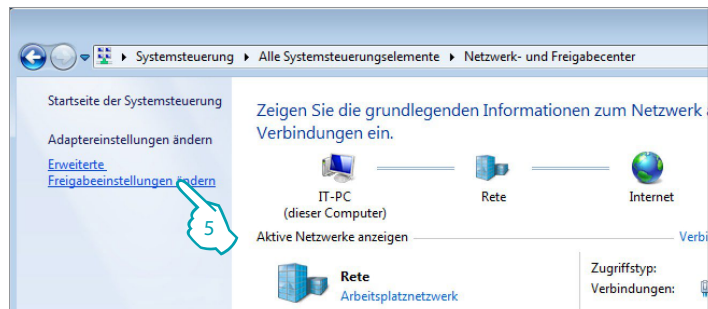 Systemsteuerung ▸ Alle Systemsteuerungselemente ▸ Netzwerk- und Freigabecenter
Startseite der Systemsteuerung
Adaptereinstellungen ändern
Erweiterte
Freigabeeinstellungen ändern
5
Zeigen Sie die grundlegenden Informationen zum Netzwerk
Verbindungen ein.
IT-PC
(dieser Computer)
Rete
Internet
Aktive Netzwerke anzeigen
Verbi
Rete
Arbeitsplatznetzwerk
Zugriffstyp:
Verbindungen: